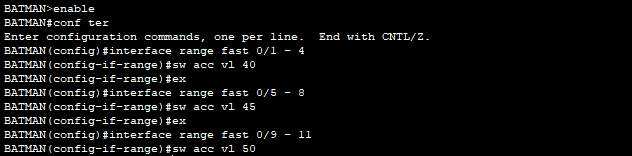 BATMAN>enable
BATMAN#conf ter
Enter configuration commands, one per line.  End with CNTL/Z.
BATMAN(config)#interface range fast 0/1 - 4
BATMAN(config-if-range)#sw acc vl 40
BATMAN(config-if-range)#ex
BATMAN(config)#interface range fast 0/5 - 8
BATMAN(config-if-range)#sw acc vl 45
BATMAN(config-if-range)#ex
BATMAN(config)#interface range fast 0/9 - 11
BATMAN(config-if-range)#sw acc vl 50